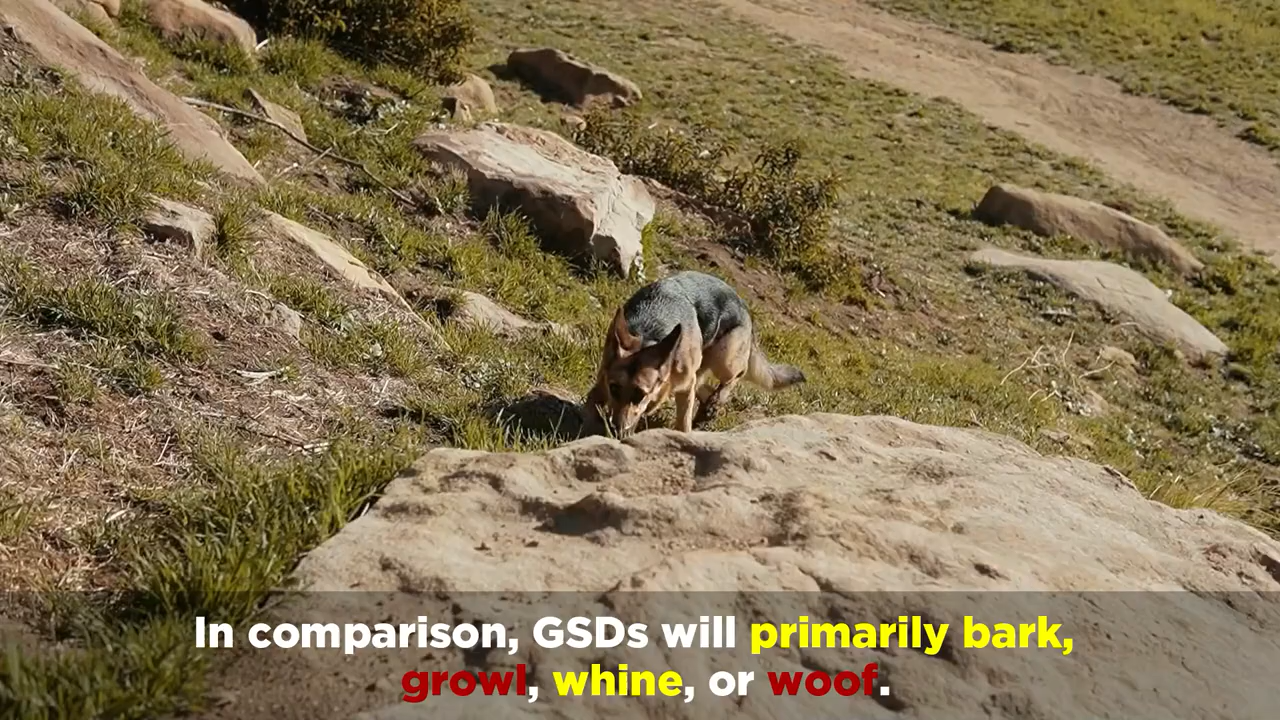 In comparison, GSDs will primarily bark,
growl, whine, or woof.